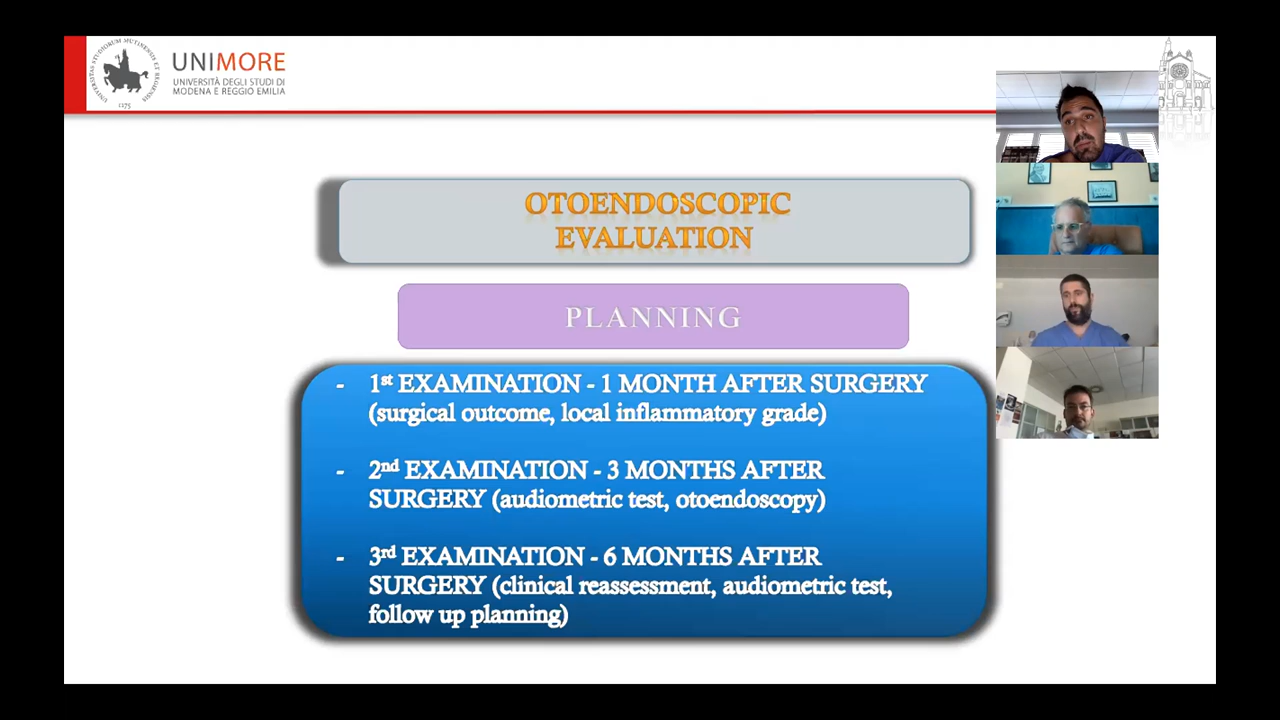 UNIMORE
UNIVERSITÀ DEGLI STUDI DI
MODENA E REGGIO EMILIA
1175
OTOENDOSCOPIC
EVALUATION
PLANNING
- 1st EXAMINATION - 1 MONTH AFTER SURGERY
(surgical outcome, local inflammatory grade)
- 2nd EXAMINATION - 3 MONTHS AFTER
SURGERY (audiometric test, otoendoscopy)
- 3rd EXAMINATION - 6 MONTHS AFTER
SURGERY (clinical reassessment, audiometric test,
follow up planning)